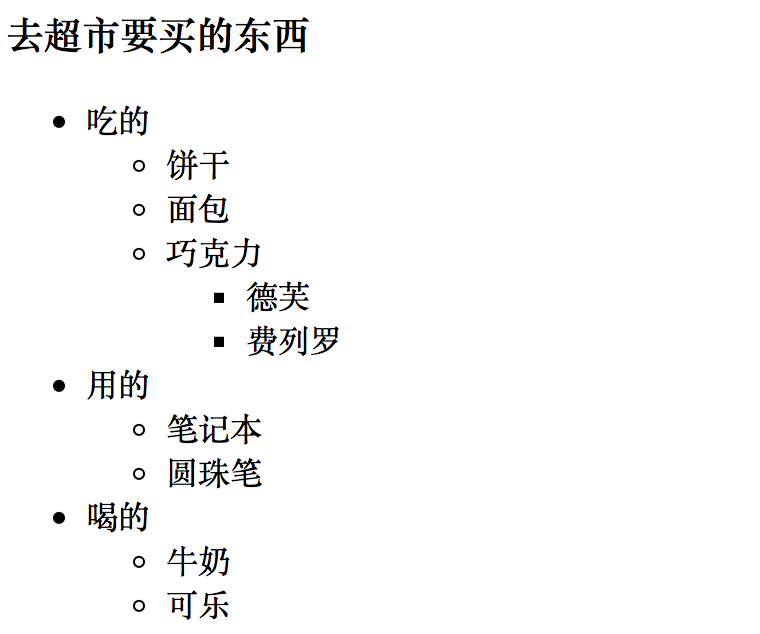 去超市要买的东西
吃的
饼干
面包
巧克力
德芙
费列罗
用的
笔记本
圆珠笔
喝的
牛奶
可乐